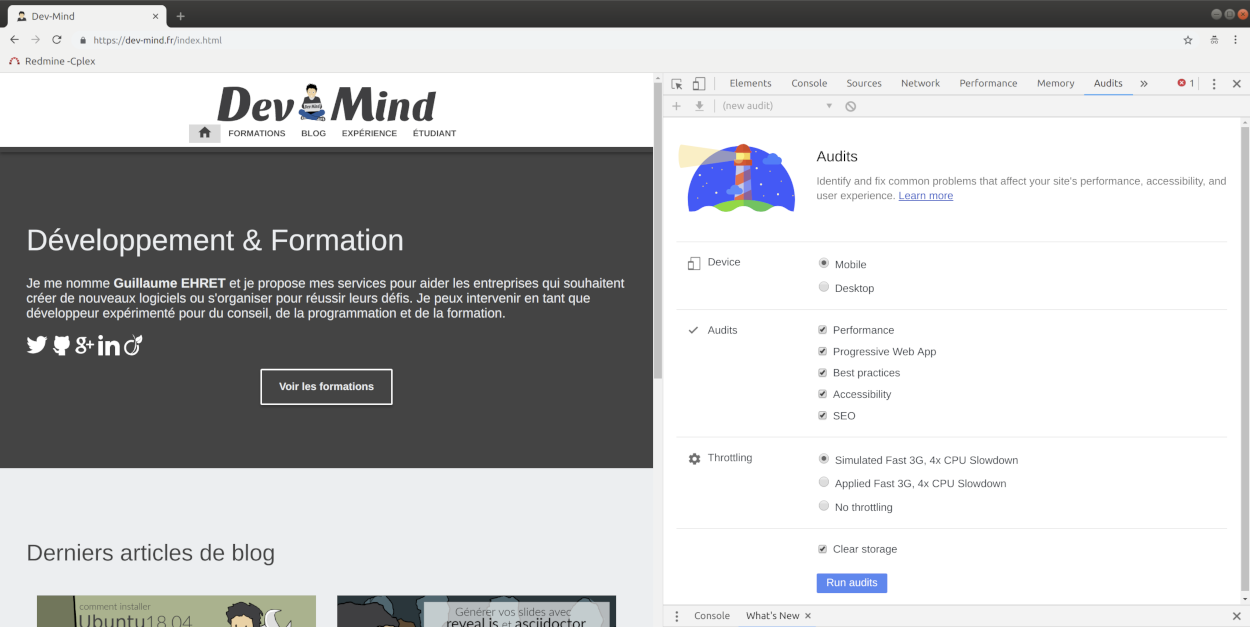 Dev-Mind
https://dev-mind.fr/index.html
Redmine -Cplex
Dev Mind
FORMATIONS BLOG EXPÉRIENCE ÉTUDIANT
Développement & Formation
Je me nomme Guillaume EHRET et je propose mes services pour aider les entreprises qui souhaitent
créer de nouveaux logiciels ou s'organiser pour réussir leurs défis. Je peux intervenir en tant que
développeur expérimenté pour du conseil, de la programmation et de la formation.
Voir les formations
Derniers articles de blog
comment installer
Ubuntu18.04
Générer vos slides avec
reveal.js et asciidoctor
Elements Console Sources Network Performance Memory Audits » 1
(new audit)
Audits
Identify and fix common problems that affect your site's performance, accessibility, and
user experience. Learn more
Device
Mobile
Desktop
Audits
Performance
Progressive Web App
Best practices
Accessibility
SEO
Throttling
Simulated Fast 3G, 4x CPU Slowdown
Applied Fast 3G, 4x CPU Slowdown
No throttling
Clear storage
Run audits
Console What's New